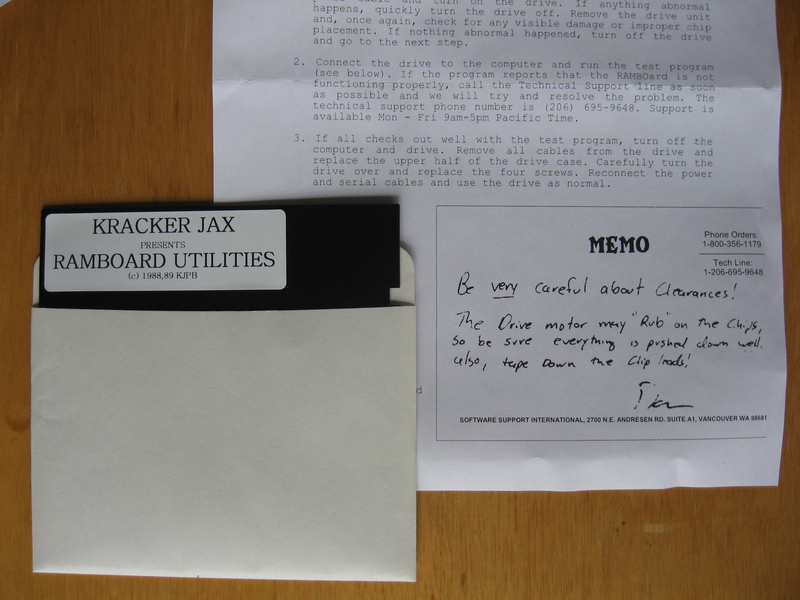 happens, quickly turn the drive off. Remove the drive unit
and, once again, check for any visible damage or improper chip
placement. If nothing abnormal happened, turn off the drive
and go to the next step.
2. Connect the drive to the computer and run the test program
(see below). If the program reports that the RAMBOard is not
functioning properly, call the Technical Support line as soon
as possible and we will try and resolve the problem. The
technical support phone number is (206) 695-9648. Support is
available Mon - Fri 9am-5pm Pacific Time.
3. If all checks out well with the test program, turn off the
computer and drive. Remove all cables from the drive and
replace the upper half of the drive case. Carefully turn the
drive over and replace the four screws. Reconnect the power
and serial cables and use the drive as normal.
KRACKER JAX
PRESENTS
RAMBOARD UTILITIES
(c) 1988,89 KJPB
MEMO
Phone Orders:
1-800-356-1179
Tech Line:
1-206-695-9648
Be very careful about Clearances!
The Drive motor may "Rub" on the Chips,
so be sure everything is pushed down well.
also, tape Down the Clip leads!
SOFTWARE SUPPORT INTERNATIONAL, 2700 N.E. ANDRESEN RD. SUITE A1, VANCOUVER WA 98661